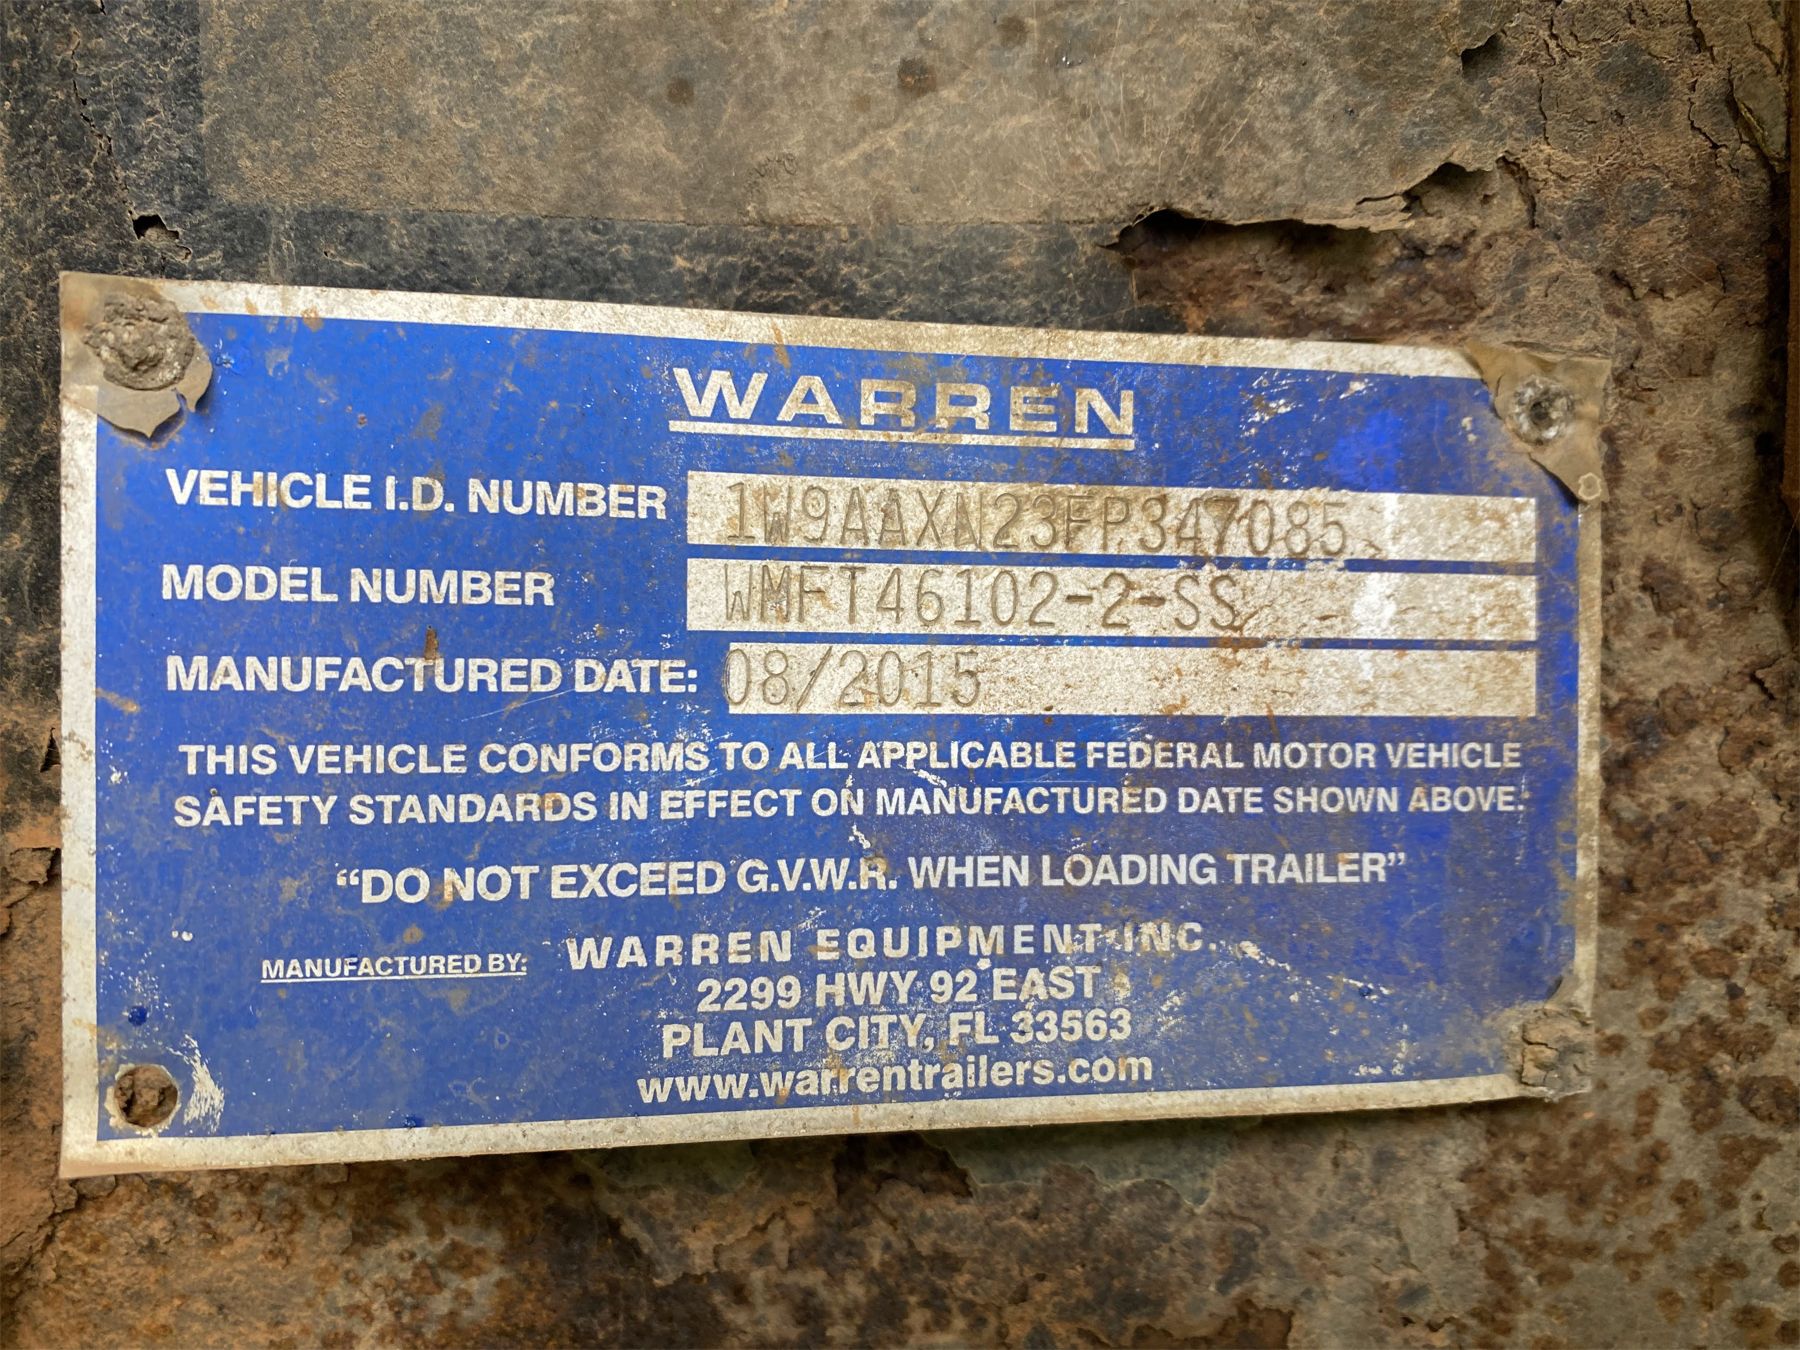 WARREN
VEHICLE I.D. NUMBER 1W9AAXN23FP347085
MODEL NUMBER WMFT46102-2-SS
MANUFACTURED DATE: 08/2015
THIS VEHICLE CONFORMS TO ALL APPLICABLE FEDERAL MOTOR VEHICLE
SAFETY STANDARDS IN EFFECT ON MANUFACTURED DATE SHOWN ABOVE.
“DO NOT EXCEED G.V.W.R. WHEN LOADING TRAILER”
MANUFACTURED BY: WARREN EQUIPMENT INC.
2299 HWY 92 EAST
PLANT CITY, FL 33563
www.warrentrailers.com